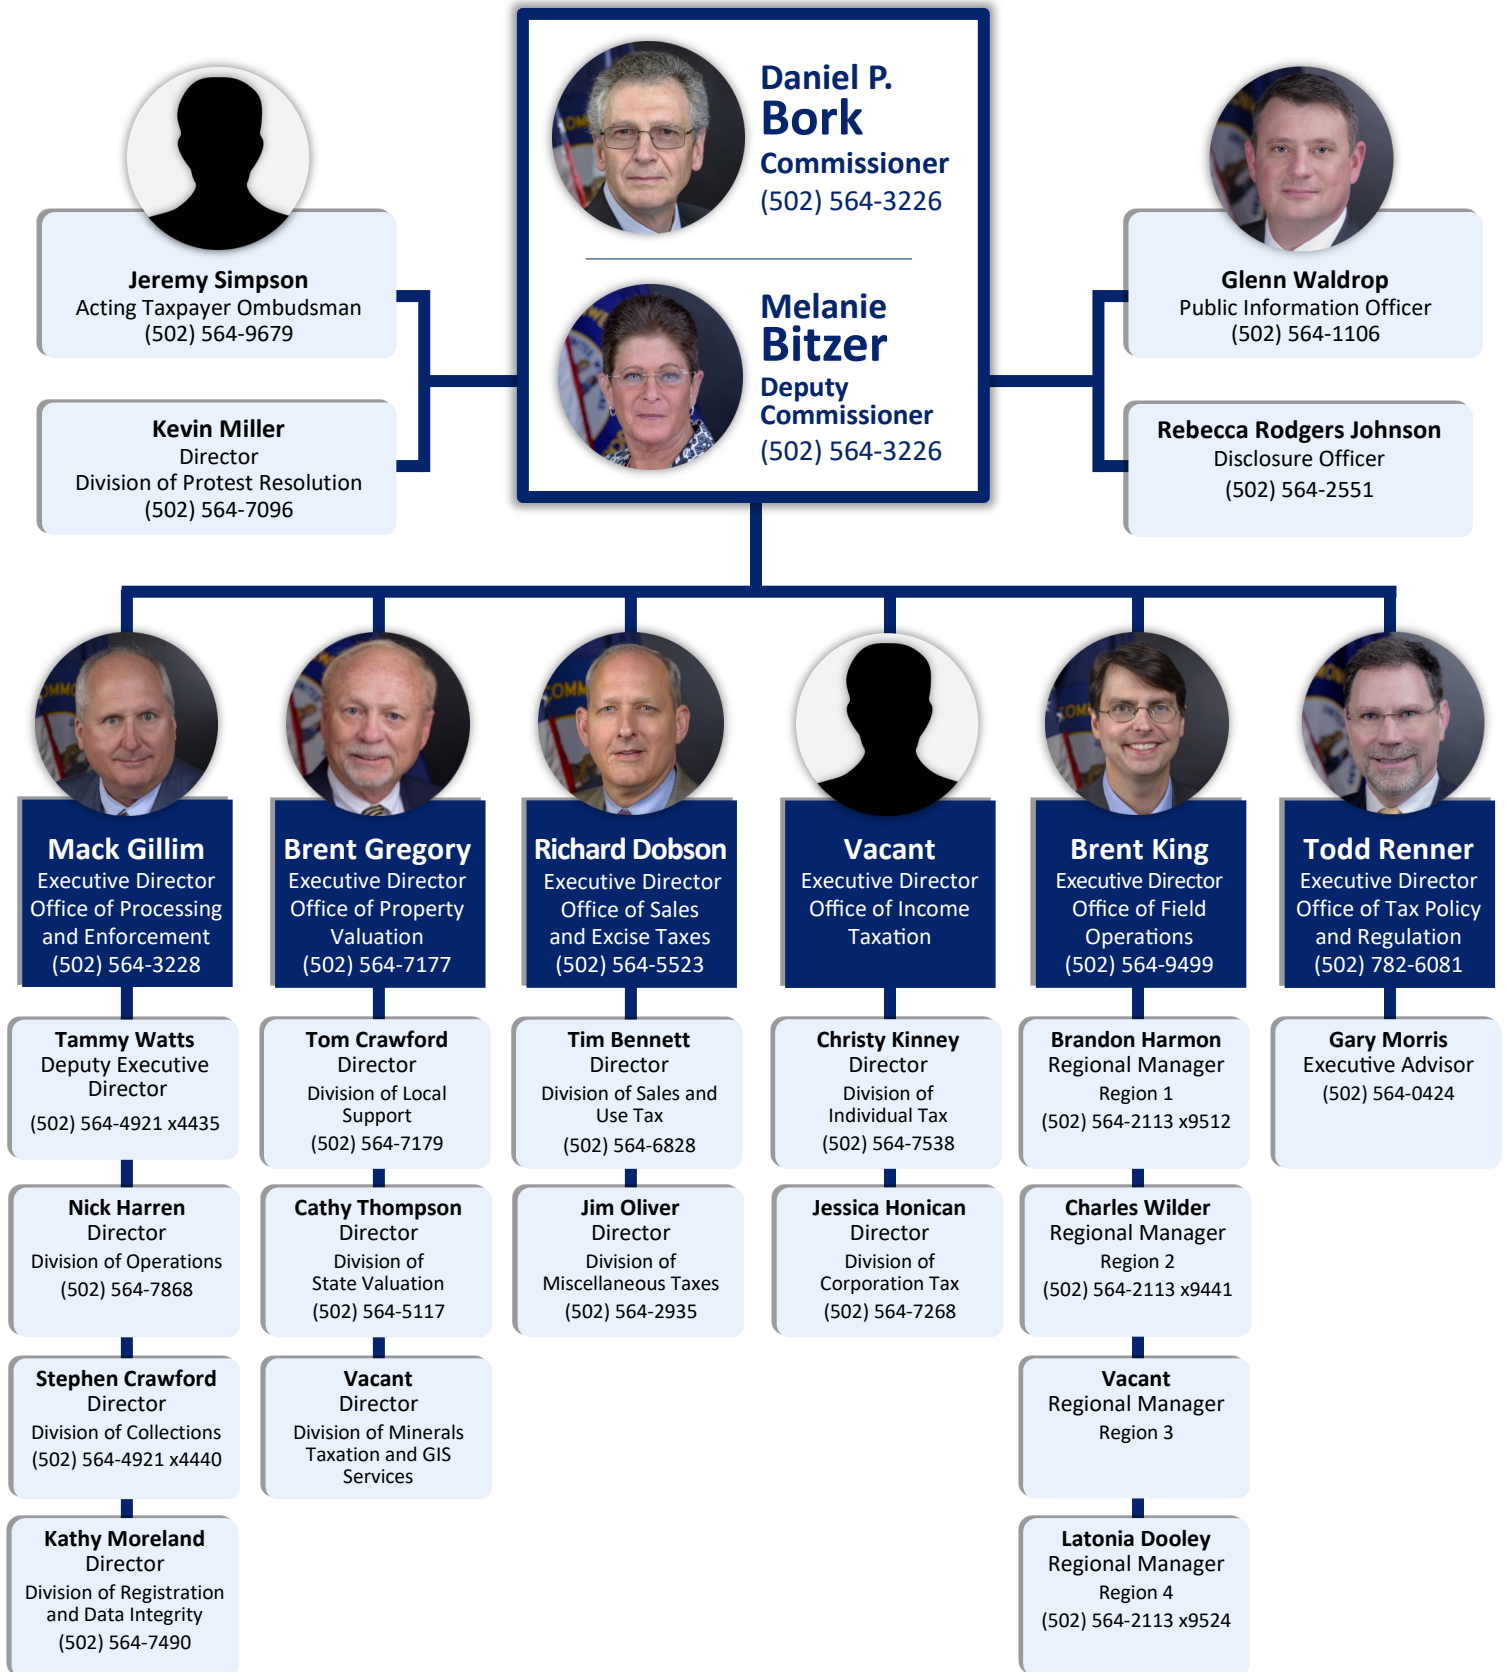 Daniel P.
Bork
Commissioner
(502) 564-3226
Melanie
Bitzer
Deputy
Commissioner
(502) 564-3226
Jeremy Simpson
Acting Taxpayer Ombudsman
(502) 564-9679
Kevin Miller
Director
Division of Protest Resolution
(502) 564-7096
Glenn Waldrop
Public Information Officer
(502) 564-1106
Rebecca Rodgers Johnson
Disclosure Officer
(502) 564-2551
Mack Gillim
Executive Director
Office of Processing
and Enforcement
(502) 564-3228
Tammy Watts
Deputy Executive
Director
(502) 564-4921 x4435
Nick Harren
Director
Division of Operations
(502) 564-7868
Stephen Crawford
Director
Division of Collections
(502) 564-4921 x4440
Kathy Moreland
Director
Division of Registration
and Data Integrity
(502) 564-7490
Brent Gregory
Executive Director
Office of Property
Valuation
(502) 564-7177
Tom Crawford
Director
Division of Local
Support
(502) 564-7179
Cathy Thompson
Director
Division of
State Valuation
(502) 564-5117
Vacant
Director
Division of Minerals
Taxation and GIS
Services
Richard Dobson
Executive Director
Office of Sales
and Excise Taxes
(502) 564-5523
Tim Bennett
Director
Division of Sales and
Use Tax
(502) 564-6828
Jim Oliver
Director
Division of
Miscellaneous Taxes
(502) 564-2935
Vacant
Executive Director
Office of Income
Taxation
Christy Kinney
Director
Division of
Individual Tax
(502) 564-7538
Jessica Honican
Director
Division of
Corporation Tax
(502) 564-7268
Brent King
Executive Director
Office of Field
Operations
(502) 564-9499
Brandon Harmon
Regional Manager
Region 1
(502) 564-2113 x9512
Charles Wilder
Regional Manager
Region 2
(502) 564-2113 x9441
Vacant
Regional Manager
Region 3
Latonia Dooley
Regional Manager
Region 4
(502) 564-2113 x9524
Todd Renner
Executive Director
Office of Tax Policy
and Regulation
(502) 782-6081
Gary Morris
Executive Advisor
(502) 564-0424